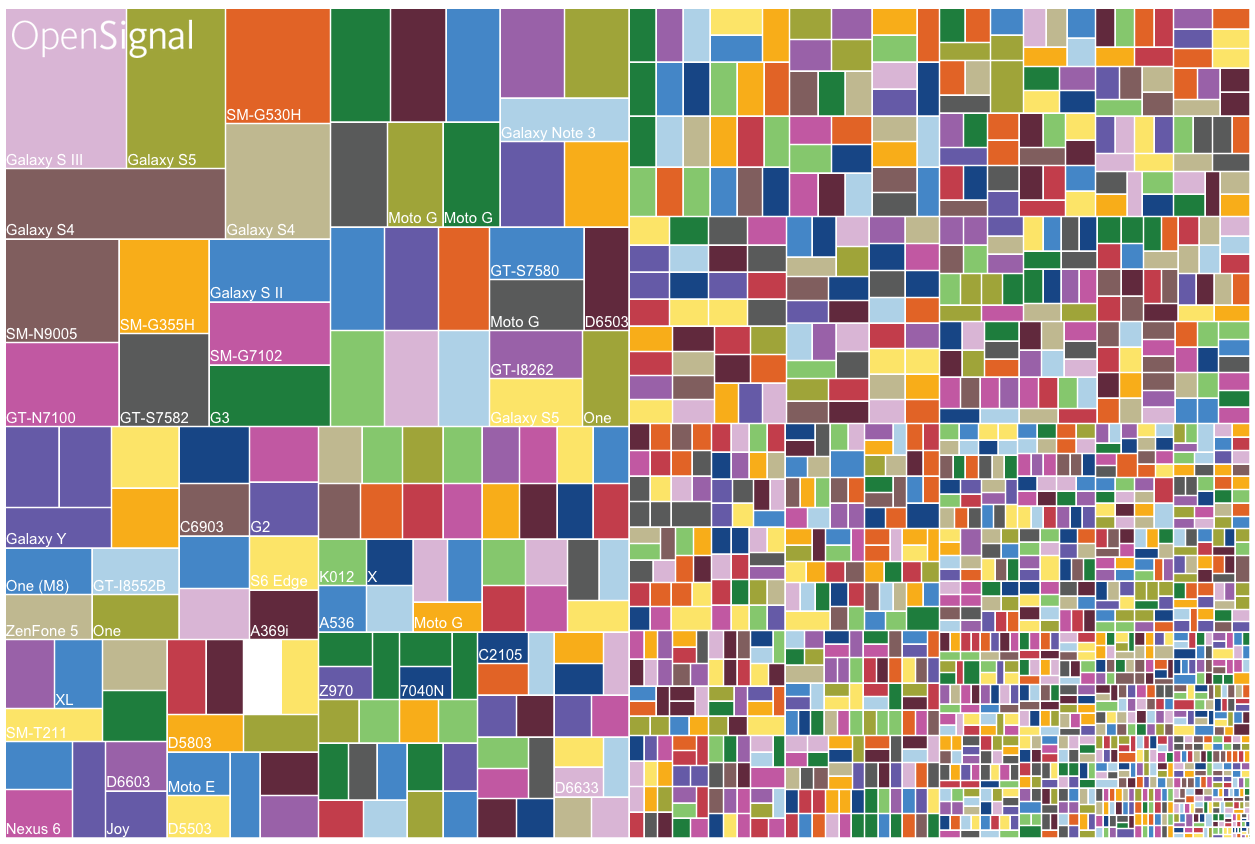 OpenSignal
Galaxy S III
Galaxy S5
SM-G530H
Galaxy S4
Galaxy S4
SM-N9005
SM-G355H
Galaxy S II
SM-G7102
GT-N7100
GT-S7582
G3
Moto G
Moto G
Galaxy Note 3
GT-S7580
Moto G
D6503
GT-I8262
Galaxy S5
One
Galaxy Y
C6903
G2
One (M8)
GT-I8552B
S6 Edge
ZenFone 5
One
A369i
K012
X
A536
Moto G
XL
SM-T211
D5803
D6603
Moto E
Nexus 6
Joy
D5503
Z970
7040N
C2105
D6633